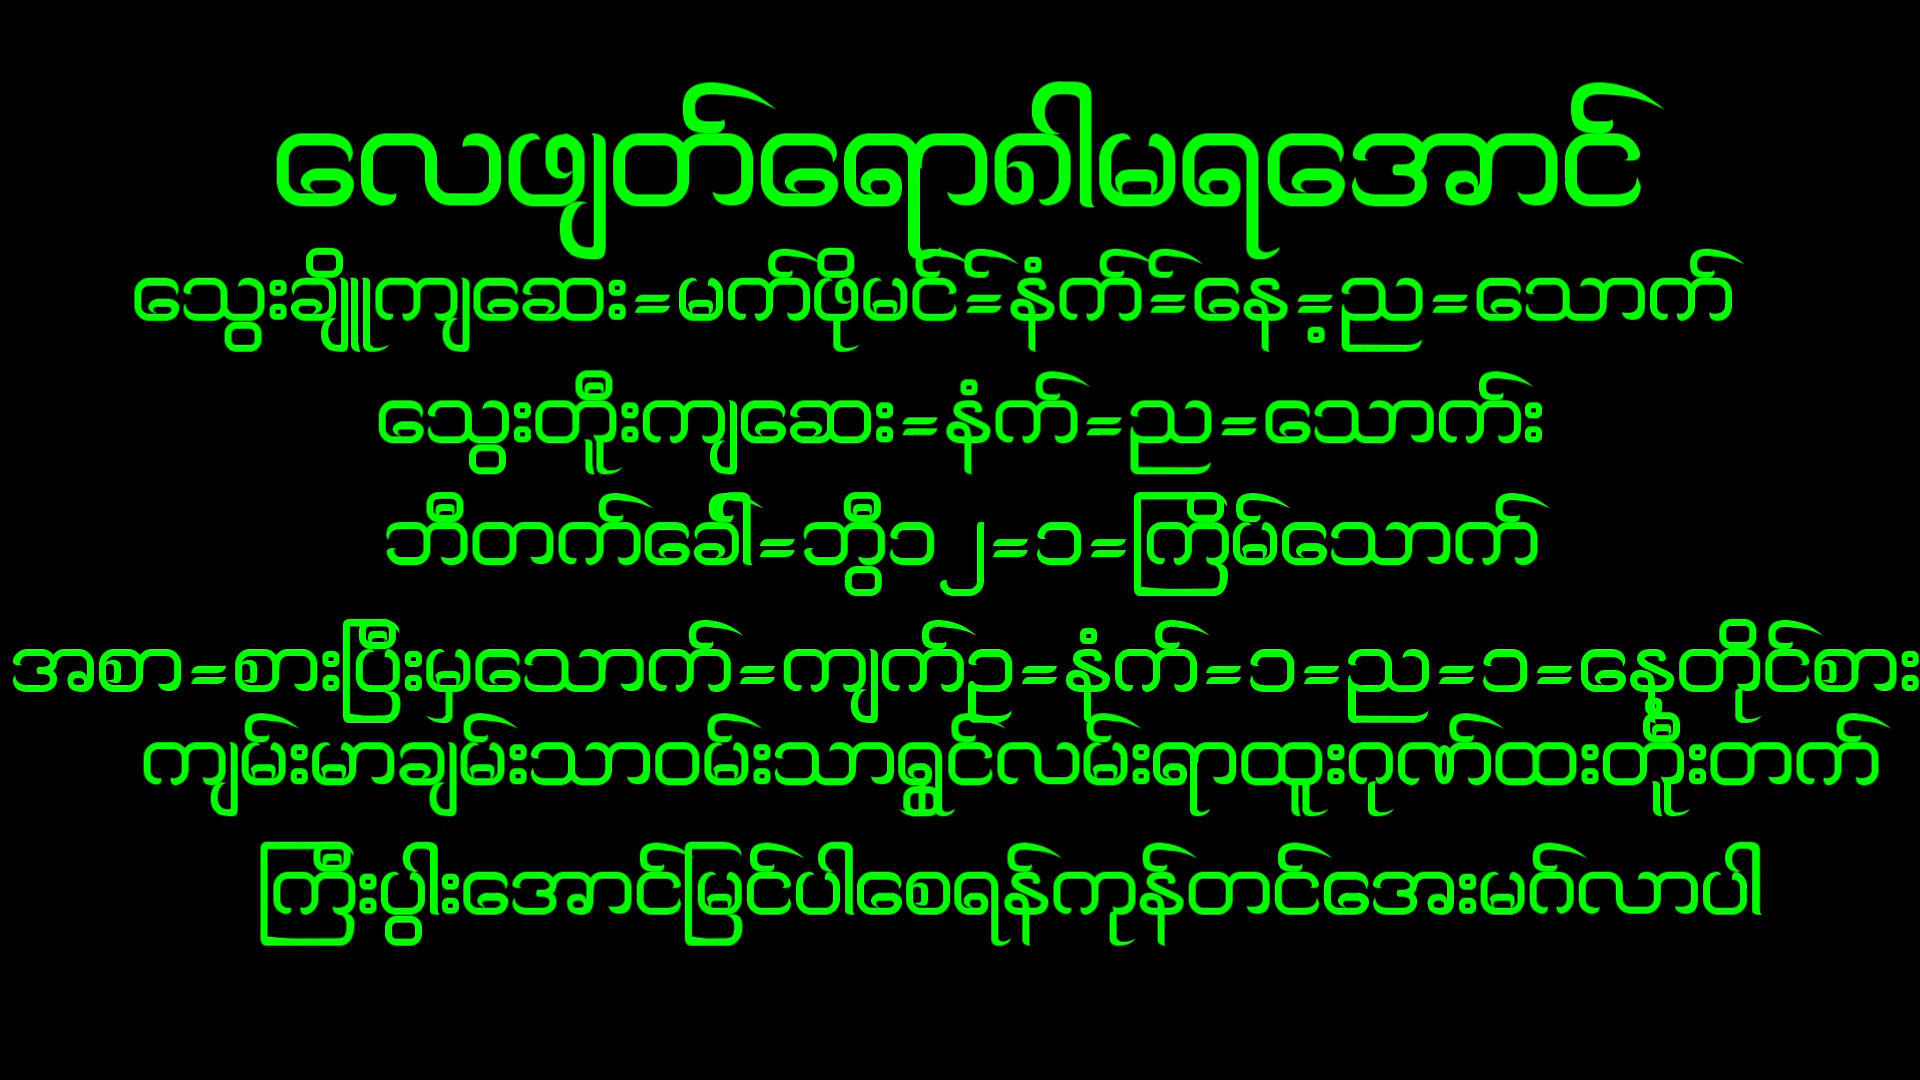 လေဖျတ်ရောဂါမရအောင်
သွေးချိူကျဆေး=မက်ဖိုမင်=်နံက်=်နေ=့ည=သောက်
သွေးတိူးကျဆေး=နံက်=ည=သောက်း
ဘီတက်ခေါ်=ဘွီ၁၂=၁=ကြိမ်သောက်
အစာ=စားပြီးမှသောက်=ကျက်ဥ=နံက်=၁=ည=၁=နေ့တိုင်စား
ကျမ်းမာချမ်းသာဝမ်းသာရွှင်လမ်းရာထူးဂုဏ်ထးတိူးတက်
ကြီးပွါးအောင်မြင်ပါစေရန်ကုန်တင်အေးမင်္ဂလာပါ